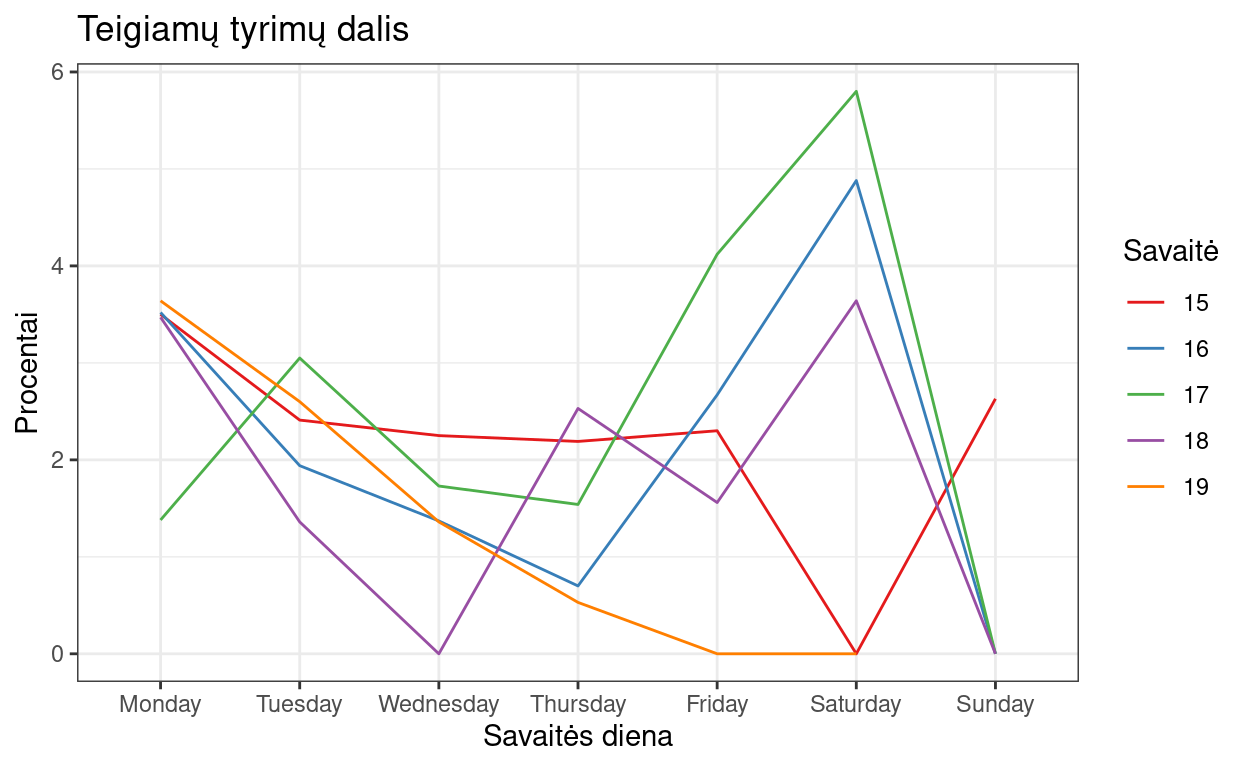 Teigiamų tyrimų dalis
Procentai
6
4
2
0
Monday Tuesday Wednesday Thursday Friday Saturday Sunday
Savaitės diena
Savaitė
15
16
17
18
19